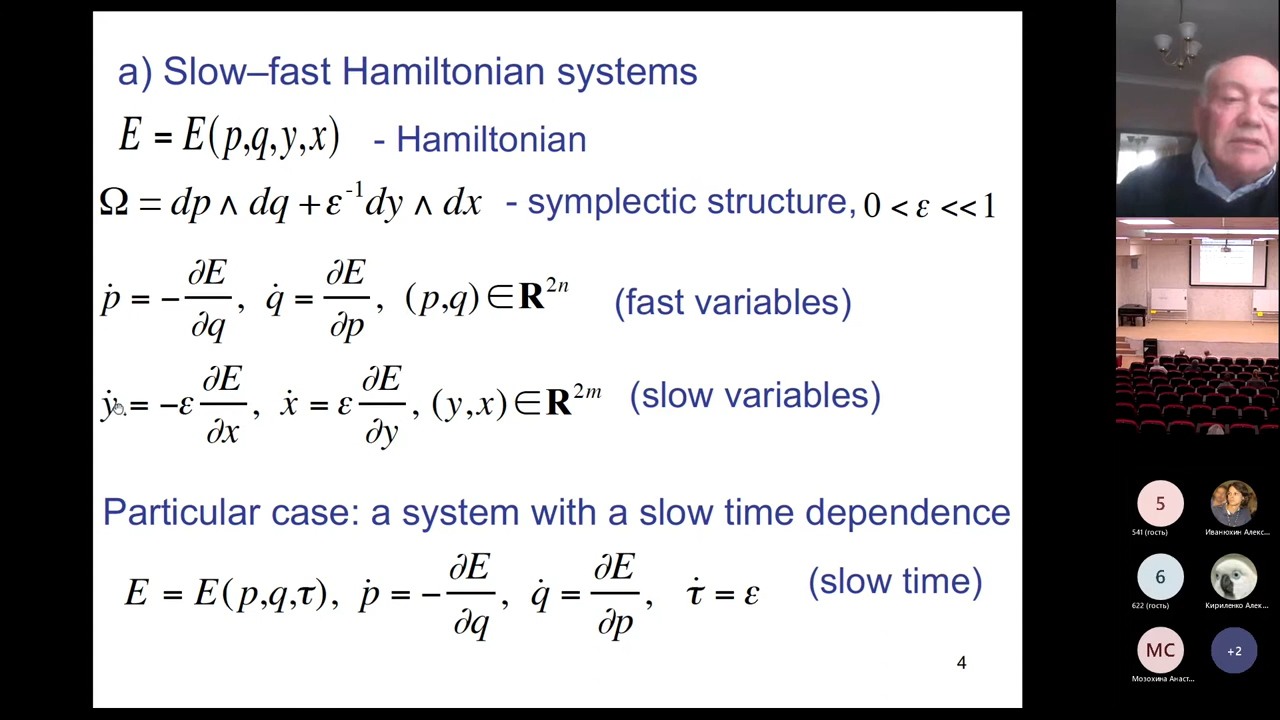 a) Slow–fast Hamiltonian systems
E = E(p,q,y,x) - Hamiltonian
Ω = dp ∧ dq + ε⁻¹dy ∧ dx - symplectic structure, 0 < ε << 1
ṗ = −∂E/∂q, q̇ = ∂E/∂p, (p,q) ∈ R²ⁿ (fast variables)
ẏ = −ε ∂E/∂x, ẋ = ε ∂E/∂y, (y,x) ∈ R²ᵐ (slow variables)
Particular case: a system with a slow time dependence
E = E(p,q,τ), ṗ = −∂E/∂q, q̇ = ∂E/∂p, τ̇ = ε (slow time)
4
5
541 (гость)
Иванюхин Алекс...
6
622 (гость)
Кириленко Алек...
МС
Мозохина Анаст...
+2